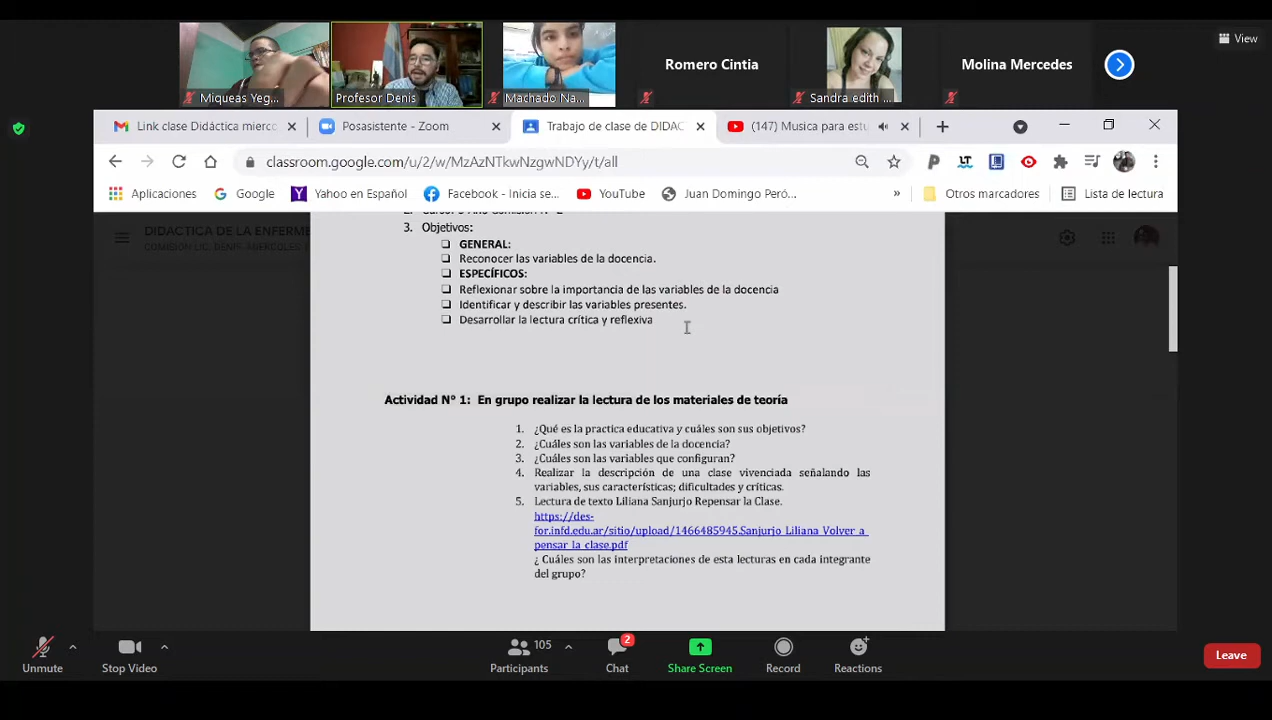 View
Romero Cintia
Molina Mercedes
Miqueas Yeg...
Profesor Denis
Machado Na...
Sandra edith ...
Link clase Didáctica mierco
Posasistente - Zoom
Trabajo de clase de DIDAC
(147) Musica para estu
classroom.google.com/u/2/w/MzAzNTkwNzgwNDYy/t/all
Aplicaciones
Google
Yahoo en Español
Facebook - Inicia se...
YouTube
Juan Domingo Peró...
»
Otros marcadores
Lista de lectura
DIDACTICA DE LA ENFERME
3. Objetivos:
GENERAL:
Reconocer las variables de la docencia.
ESPECÍFICOS:
Reflexionar sobre la importancia de las variables de la docencia
Identificar y describir las variables presentes.
Desarrollar la lectura crítica y reflexiva
Actividad N° 1: En grupo realizar la lectura de los materiales de teoría
1. ¿Qué es la practica educativa y cuáles son sus objetivos?
2. ¿Cuáles son las variables de la docencia?
3. ¿Cuáles son las variables que configuran?
4. Realizar la descripción de una clase vivenciada señalando las
variables, sus características; dificultades y críticas.
5. Lectura de texto Liliana Sanjurjo Repensar la Clase.
https://des-
for.infd.edu.ar/sitio/upload/1466485945.Sanjurjo_Liliana_Volver_a_
pensar_la_clase.pdf
¿ Cuáles son las interpretaciones de esta lecturas en cada integrante
del grupo?
Unmute
Stop Video
105
Participants
2
Chat
Share Screen
Record
Reactions
Leave